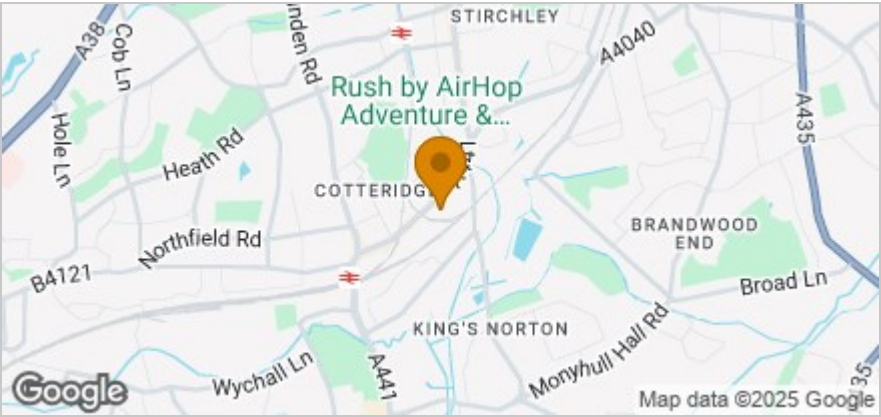 STIRCHLEY
A38
Cob Ln
A4040
Rush by AirHop
Adventure &...
A435
Hole Ln
Heath Rd
COTTERIDGE
BRANDWOOD
END
Northfield Rd
B4121
Broad Ln
KING'S NORTON
Monyhull Hall Rd
Wychall Ln
A441
Google
Map data ©2025 Google